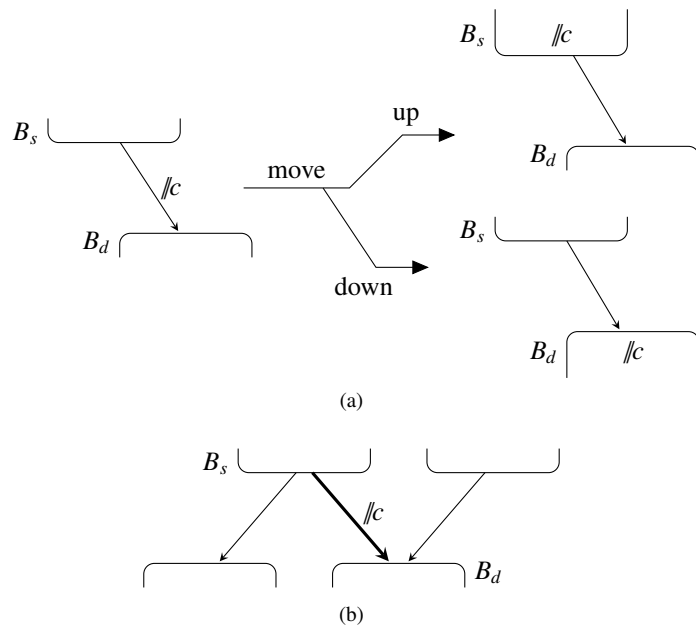 B_s
//c
B_d
move
up
down
B_s //c
B_d
B_s
B_d //c
(a)
B_s
//c
B_d
(b)